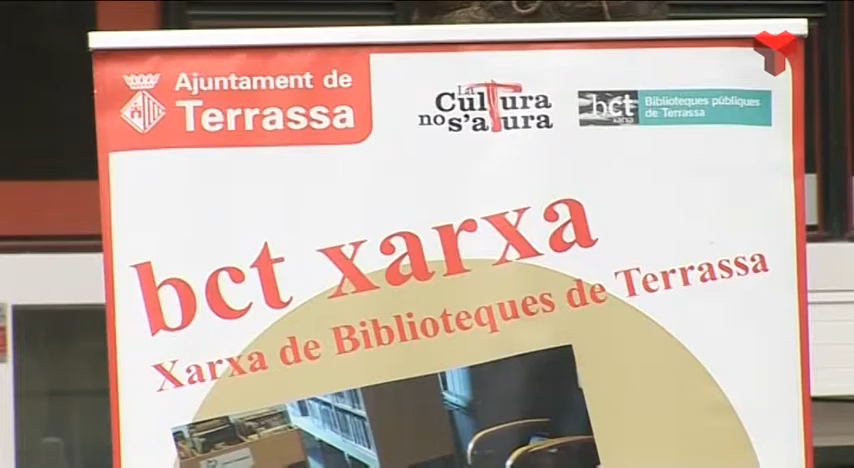 Ajuntament de
Terrassa
La
Cultura
no s'atura
bct
xarxa
Biblioteques públiques
de Terrassa
bct xarxa
Xarxa de Biblioteques de Terrassa